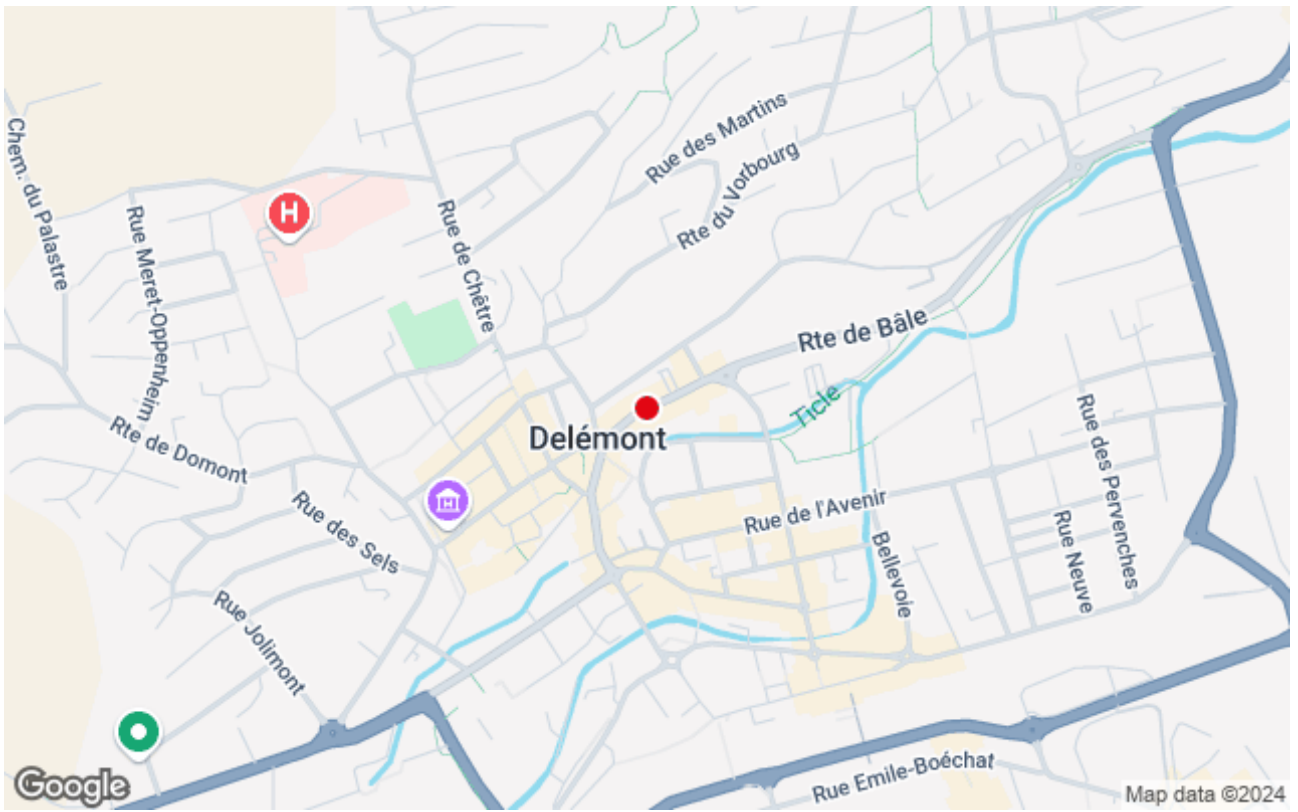 Chem. du Palastre
Rue Meret-Oppenheim
H
Rue de Chêtre
Rue des Martins
Rte du Vorbourg
Rte de Bâle
Ticle
Delémont
Rte de Domont
Rue des Sels
Rue Jolimont
Rue de l'Avenir
Bellevoie
Rue des Pervenches
Rue Neuve
Rue Emile-Boéchat
Google
Map data ©2024